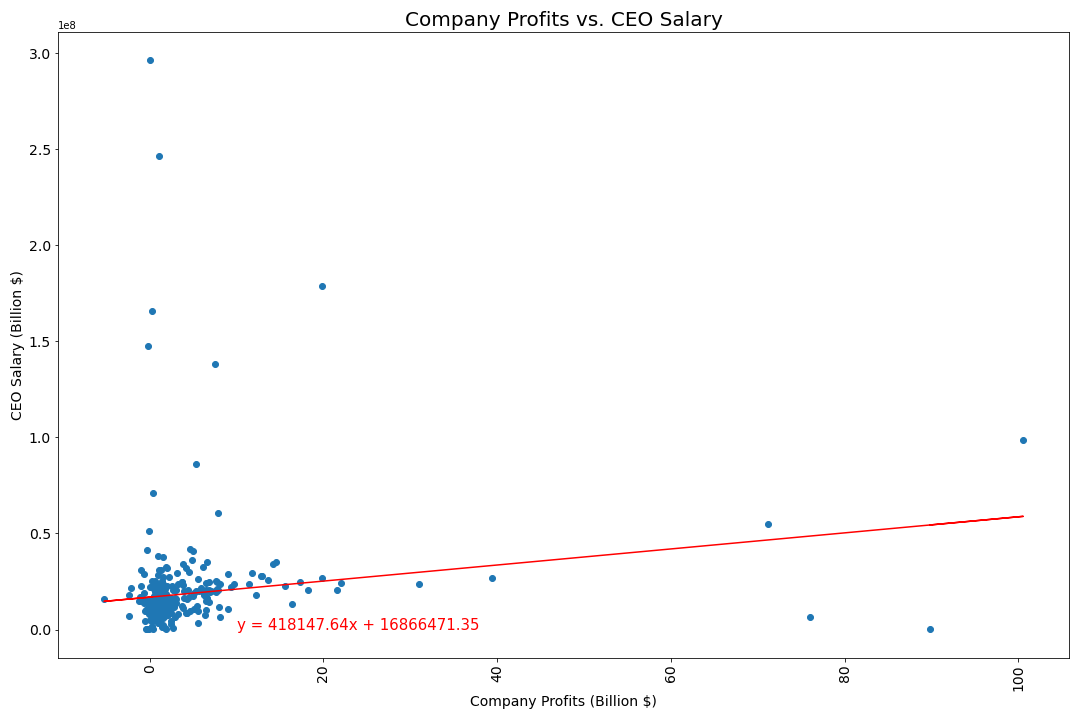 Company Profits vs. CEO Salary
1e8
3.0
2.5
2.0
1.5
1.0
0.5
0.0
CEO Salary (Billion $)
y = 418147.64x + 16866471.35
0
20
40
60
80
100
Company Profits (Billion $)